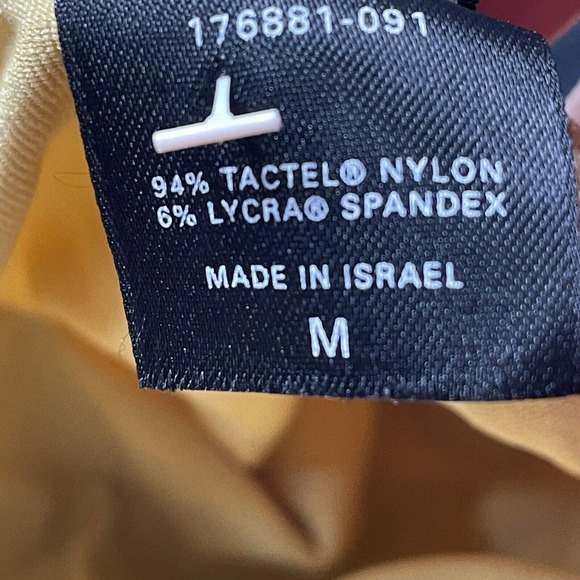 176881-091
94% TACTEL® NYLON
6% LYCRA® SPANDEX
MADE IN ISRAEL
M